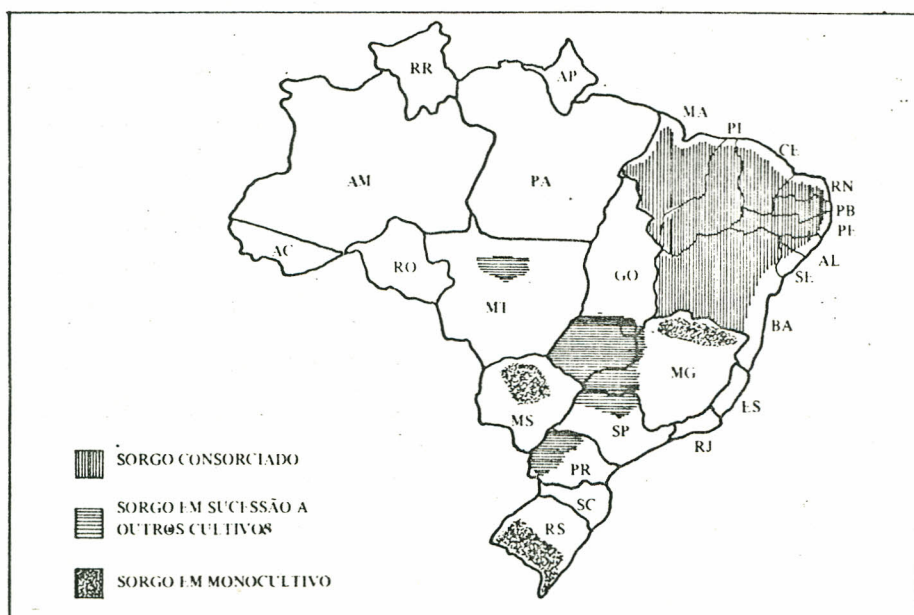 RR
AP
MA
PI
CE
AM
PA
RN
PB
PE
AC
RO
AL
GO
SE
MT
BA
MG
MS
ES
SP
RJ
PR
SC
RS
SORGO CONSORCIADO
SORGO EM SUCESSÃO A
OUTROS CULTIVOS
SORGO EM MONOCULTIVO